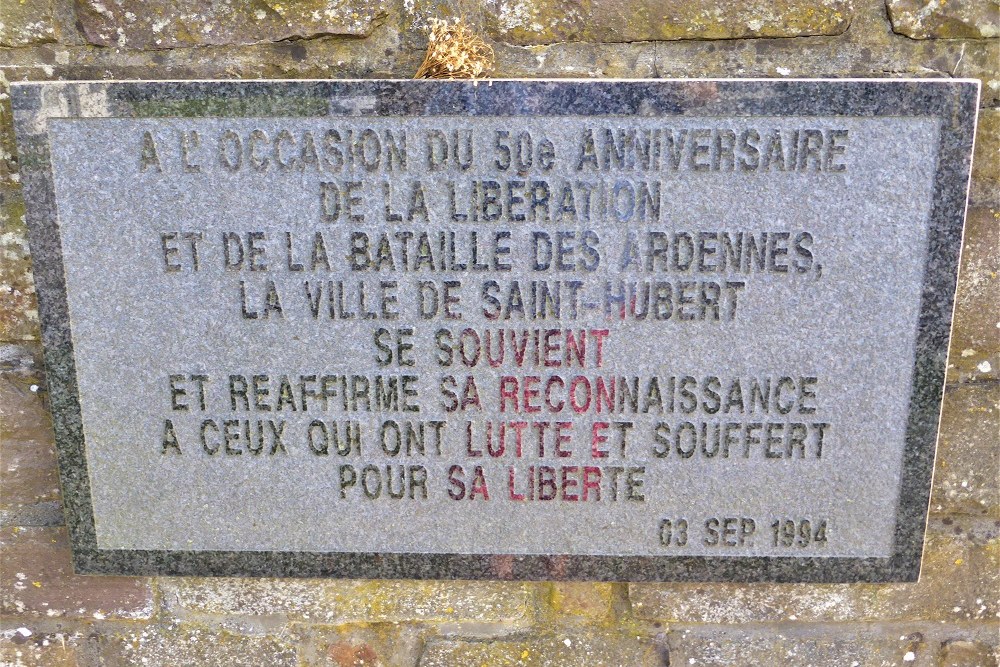 A L' OCCASION DU 50e ANNIVERSAIRE
DE LA LIBERATION
ET DE LA BATAILLE DES ARDENNES,
LA VILLE DE SAINT-HUBERT
SE SOUVIENT
ET REAFFIRME SA RECONNAISSANCE
A CEUX QUI ONT LUTTE ET SOUFFERT
POUR SA LIBERTE
03 SEP. 1994